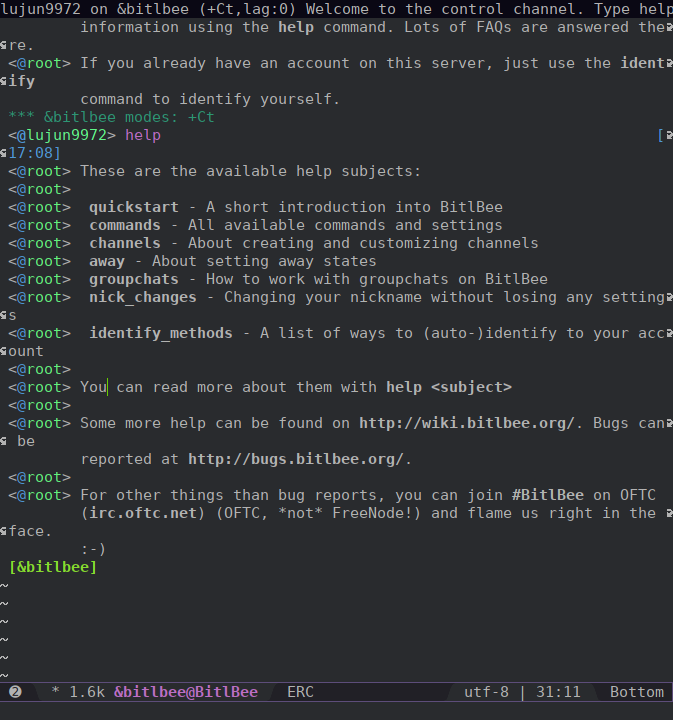 lujun9972 on &bitlbee (+Ct,lag:0) Welcome to the control channel. Type help
information using the help command. Lots of FAQs are answered the
re.
<@root> If you already have an account on this server, just use the ident
ify
command to identify yourself.
*** &bitlbee modes: +Ct
<@lujun9972> help [
17:08]
<@root> These are the available help subjects:
<@root>
<@root>  quickstart - A short introduction into BitlBee
<@root>  commands - All available commands and settings
<@root>  channels - About creating and customizing channels
<@root>  away - About setting away states
<@root>  groupchats - How to work with groupchats on BitlBee
<@root>  nick_changes - Changing your nickname without losing any setting
s
<@root>  identify_methods - A list of ways to (auto-)identify to your acc
ount
<@root>
<@root> You can read more about them with help <subject>
<@root>
<@root> Some more help can be found on http://wiki.bitlbee.org/. Bugs can
be
reported at http://bugs.bitlbee.org/.
<@root>
<@root> For other things than bug reports, you can join #BitlBee on OFTC
(irc.oftc.net) (OFTC, *not* FreeNode!) and flame us right in the
face.
:-)
[&bitlbee]
~
~
~
~
~
~
❷ * 1.6k &bitlbee@BitlBee ERC utf-8 | 31:11 Bottom